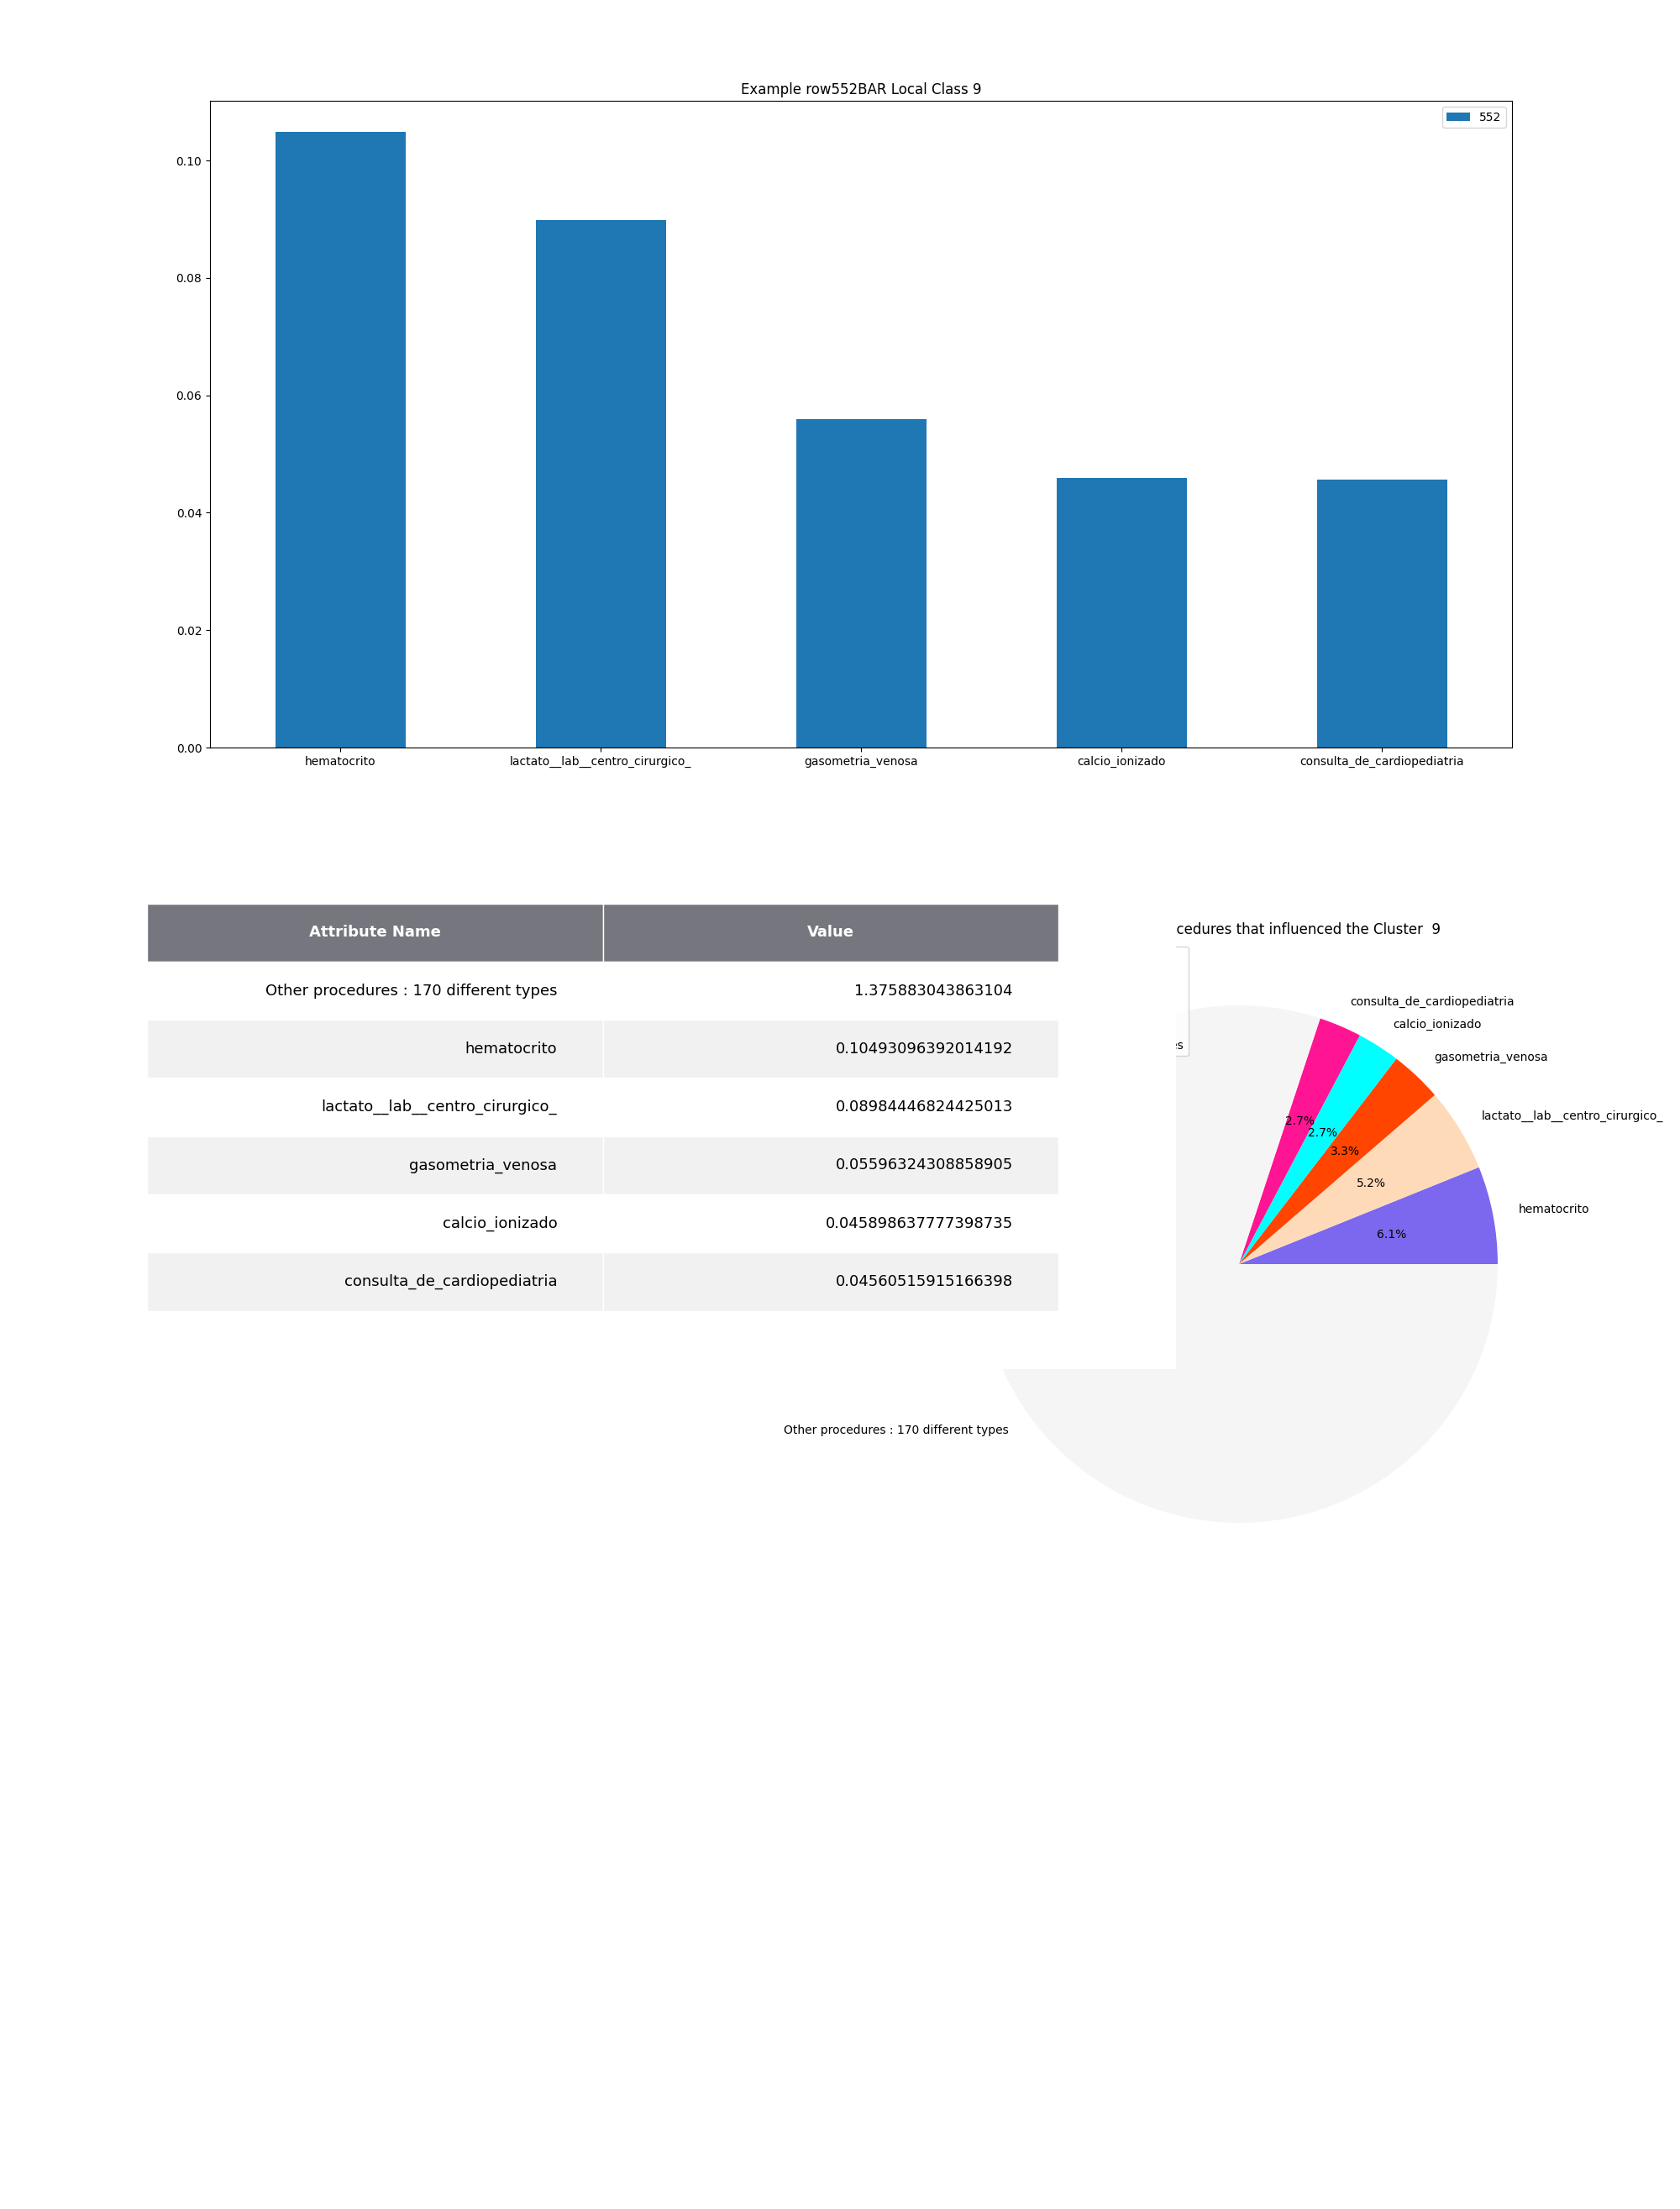 Example row552BAR Local Class 9
552
0.10
0.08
0.06
0.04
0.02
0.00
hematocrito
lactato__lab__centro_cirurgico_
gasometria_venosa
calcio_ionizado
consulta_de_cardiopediatria
Attribute Name Value
Other procedures : 170 different types 1.375883043863104
hematocrito 0.10493096392014192
lactato__lab__centro_cirurgico_ 0.08984446824425013
gasometria_venosa 0.05596324308858905
calcio_ionizado 0.045898637777398735
consulta_de_cardiopediatria 0.04560515915166398
cedures that influenced the Cluster 9
consulta_de_cardiopediatria
calcio_ionizado
gasometria_venosa
lactato__lab__centro_cirurgico_
hematocrito
2.7%
2.7%
3.3%
5.2%
6.1%
Other procedures : 170 different types